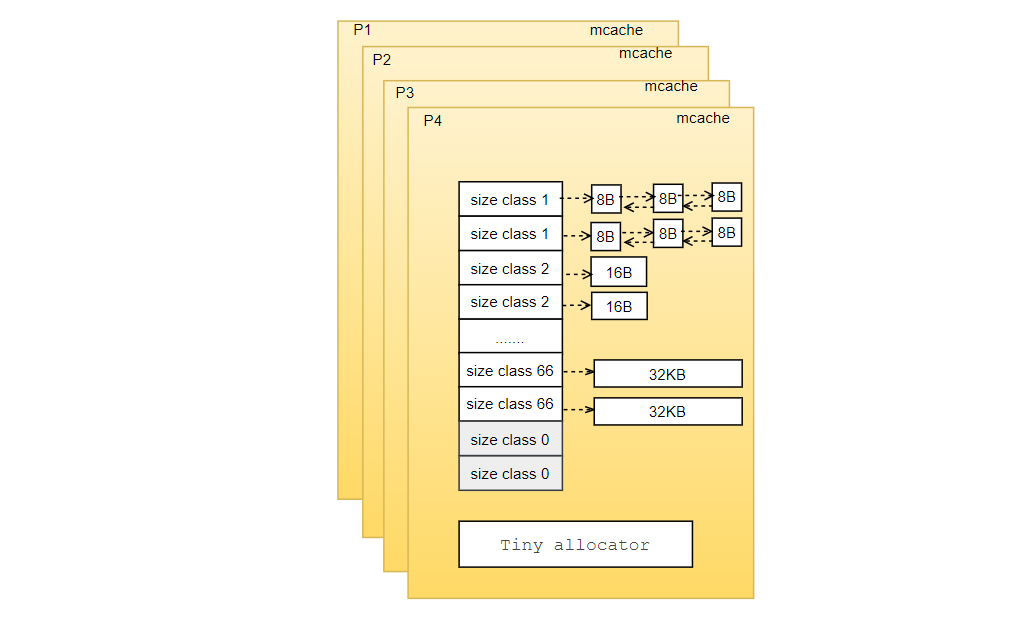 P1 mcache
P2 mcache
P3 mcache
P4 mcache
size class 1 8B 8B 8B
size class 1 8B 8B 8B
size class 2 16B
size class 2 16B
.......
size class 66 32KB
size class 66 32KB
size class 0
size class 0
Tiny allocator